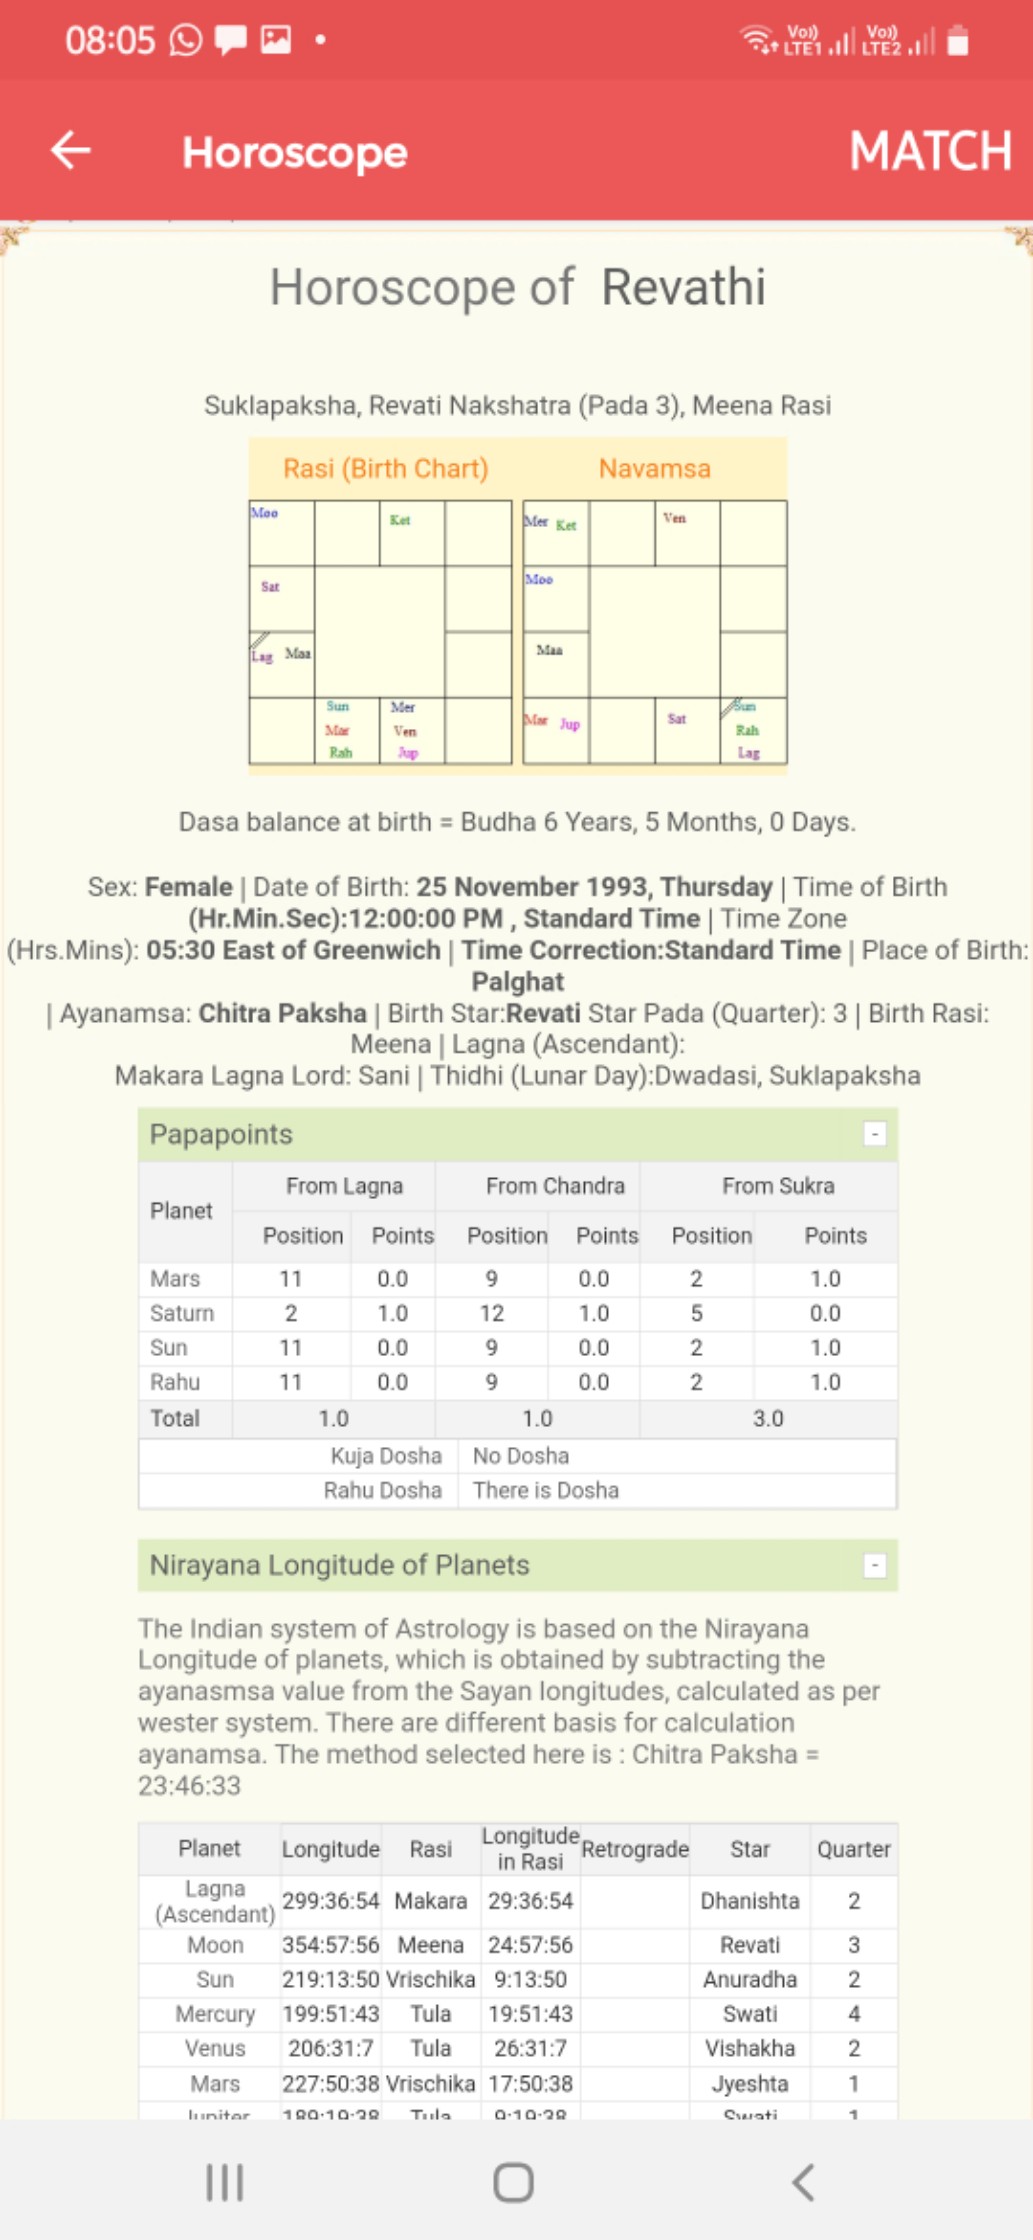 08:05
Vo)) LTE1 Vo)) LTE2
Horoscope MATCH
Horoscope of Revathi
Suklapaksha, Revati Nakshatra (Pada 3), Meena Rasi
Rasi (Birth Chart) Navamsa
Moo Ket Mer Ket Ven
Sat Moo
Lag Maa Maa
Sun Mer Mar Jup Sat Sun
Mar Ven Rah
Rah Jup Lag
Dasa balance at birth = Budha 6 Years, 5 Months, 0 Days.
Sex: Female | Date of Birth: 25 November 1993, Thursday | Time of Birth
(Hr.Min.Sec):12:00:00 PM , Standard Time | Time Zone
(Hrs.Mins): 05:30 East of Greenwich | Time Correction:Standard Time | Place of Birth:
Palghat
| Ayanamsa: Chitra Paksha | Birth Star:Revati Star Pada (Quarter): 3 | Birth Rasi:
Meena | Lagna (Ascendant):
Makara Lagna Lord: Sani | Thidhi (Lunar Day):Dwadasi, Suklapaksha
Papapoints -
Planet From Lagna From Chandra From Sukra
Position Points Position Points Position Points
Mars 11 0.0 9 0.0 2 1.0
Saturn 2 1.0 12 1.0 5 0.0
Sun 11 0.0 9 0.0 2 1.0
Rahu 11 0.0 9 0.0 2 1.0
Total 1.0 1.0 3.0
Kuja Dosha No Dosha
Rahu Dosha There is Dosha
Nirayana Longitude of Planets -
The Indian system of Astrology is based on the Nirayana
Longitude of planets, which is obtained by subtracting the
ayanasmsa value from the Sayan longitudes, calculated as per
wester system. There are different basis for calculation
ayanamsa. The method selected here is : Chitra Paksha =
23:46:33
Planet Longitude Rasi Longitude in Rasi Retrograde Star Quarter
Lagna (Ascendant) 299:36:54 Makara 29:36:54 Dhanishta 2
Moon 354:57:56 Meena 24:57:56 Revati 3
Sun 219:13:50 Vrischika 9:13:50 Anuradha 2
Mercury 199:51:43 Tula 19:51:43 Swati 4
Venus 206:31:7 Tula 26:31:7 Vishakha 2
Mars 227:50:38 Vrischika 17:50:38 Jyeshta 1
Jupiter 189:19:38 Tula 9:19:38 Swati 1